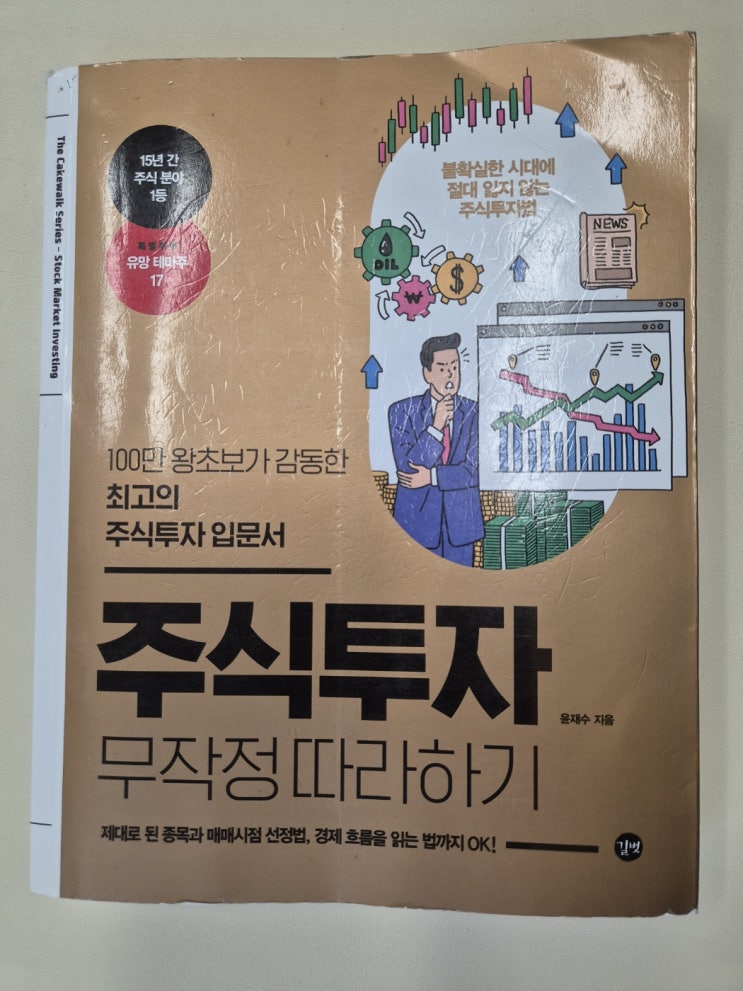 The Cakewalk Series - Stock Market Investing
15년 간
주식 분야
1등
유망 테마주
17
불확실한 시대에
절대 잃지 않는
주식투자법
NEWS
OIL
₩
$
100만 왕초보가 감동한
최고의
주식투자 입문서
주식투자
윤재수 지음
무작정 따라하기
제대로 된 종목과 매매시점 선정법, 경제 흐름을 읽는 법까지 OK!
길벗